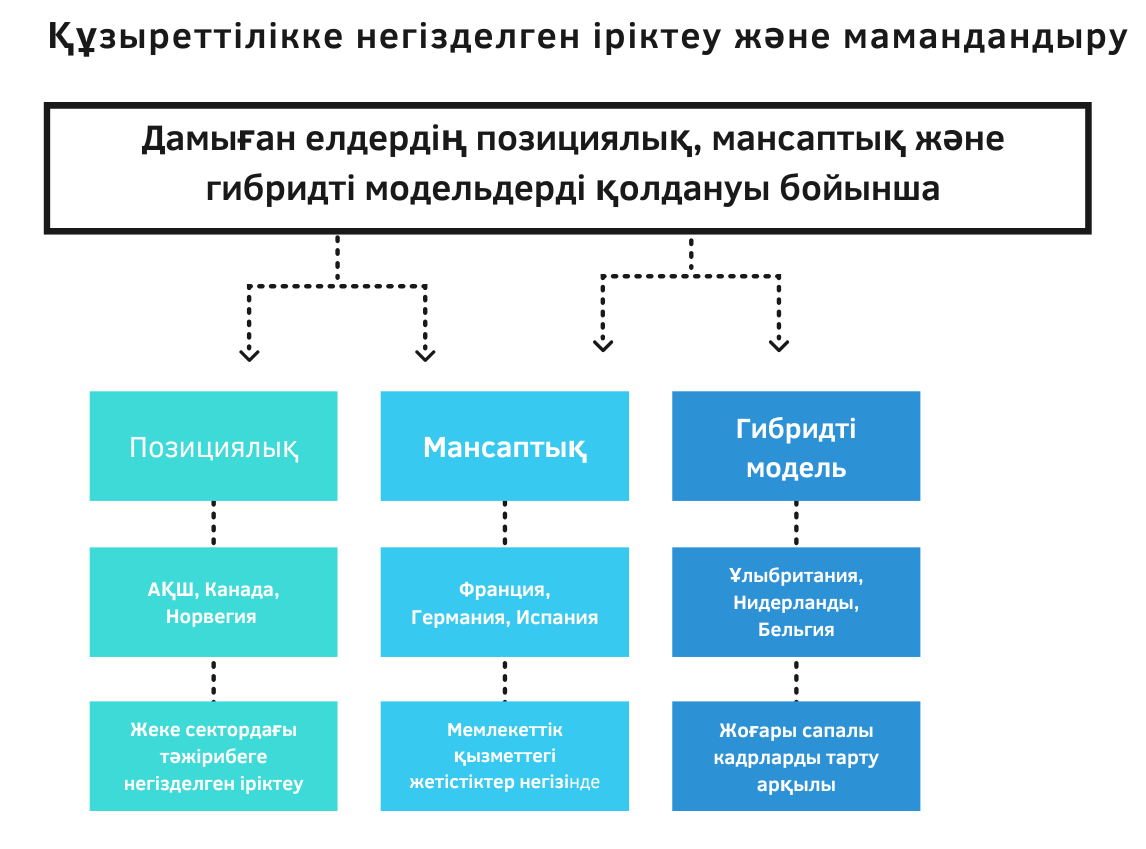 Құзыреттілікке негізделген іріктеу және мамандандыру
Дамыған елдердің позициялық, мансаптық және
гибридті модельдерді қолдануы бойынша
Позициялық
Мансаптық
Гибридті
модель
АҚШ, Канада,
Норвегия
Франция,
Германия, Испания
Ұлыбритания,
Нидерланды,
Бельгия
Жеке сектордағы
тәжірибеге
негізделген іріктеу
Мемлекеттік
қызметтегі
жетістіктер негізінде
Жоғары сапалы
кадрларды тарту
арқылы